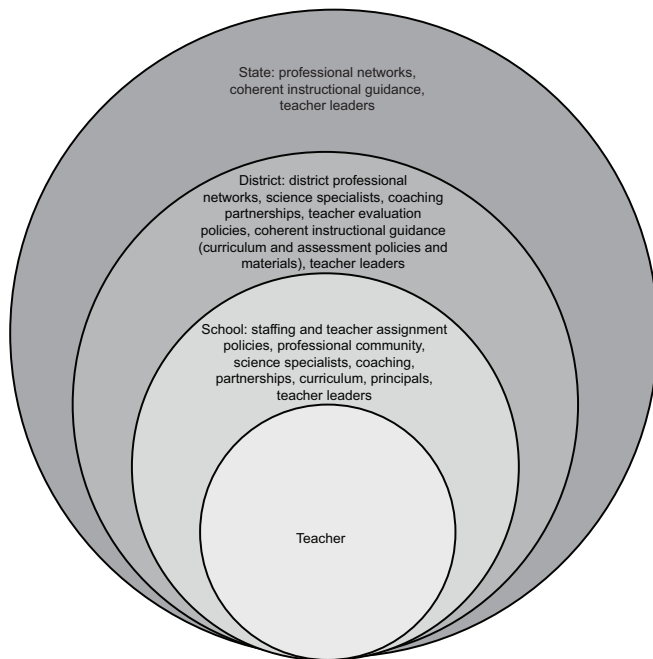 State: professional networks,
coherent instructional guidance,
teacher leaders
District: district professional
networks, science specialists, coaching
partnerships, teacher evaluation
policies, coherent instructional guidance
(curriculum and assessment policies and
materials), teacher leaders
School: staffing and teacher assignment
policies, professional community,
science specialists, coaching,
partnerships, curriculum, principals,
teacher leaders
Teacher